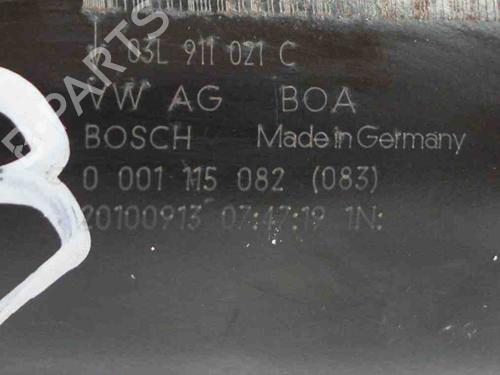 03L 911 021 C
VW AG BOA
BOSCH Made in Germany
0 001 115 082 (083)
20100913 07:47:19 1N:
PARTS